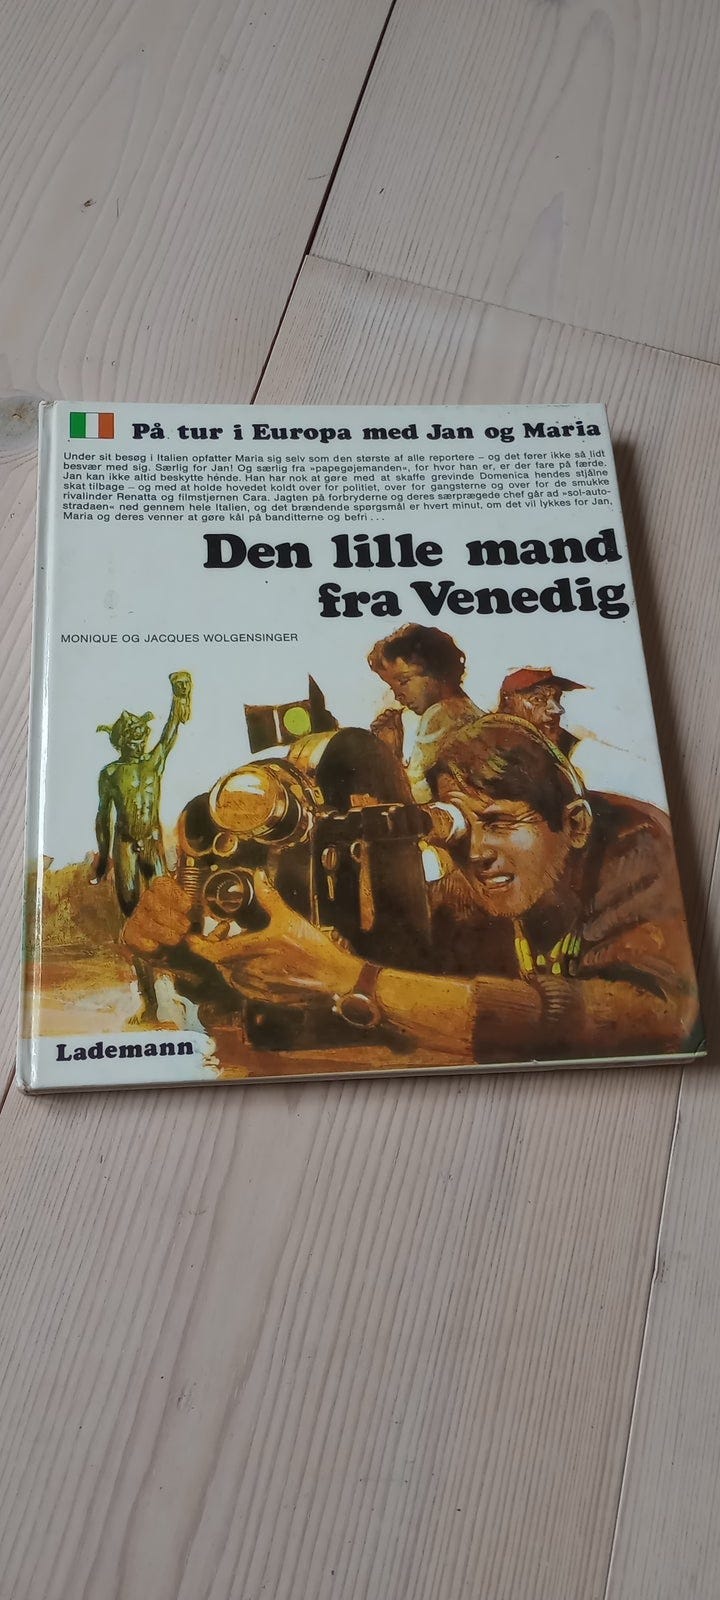 På tur i Europa med Jan og Maria
Under sit besøg i Italien opfatter Maria sig selv som den største af alle reportere – og det fører ikke så lidt
besvær med sig. Særlig for Jan! Og særlig fra »papegøjemanden«, for hvor han er, er der fare på færde.
Jan kan ikke altid beskytte hénde. Han har nok at gøre med at skaffe grevinde Domenica hendes stjålne
skat tilbage – og med at holde hovedet koldt over for politiet, over for gangsterne og over for de smukke
rivalinder Renatta og filmstjernen Cara. Jagten på forbryderne og deres særprægede chef går ad »sol-auto-
stradaen« ned gennem hele Italien, og det brændende spørgsmål er hvert minut, om det vil lykkes for Jan,
Maria og deres venner at gøre kål på banditterne og befri . . .
Den lille mand
fra Venedig
MONIQUE OG JACQUES WOLGENSINGER
Lademann